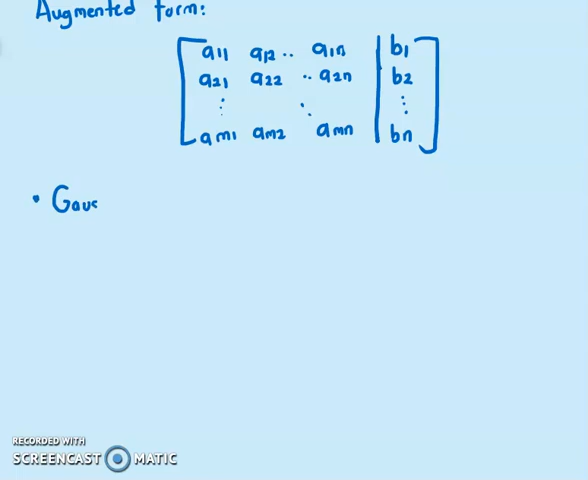 Augmented form:
a11 a12 .. a1n | b1
a21 a22 .. a2n | b2
⋮ ⋱ ⋮
am1 am2 amn | bn
• Gaus
RECORDED WITH
SCREENCAST MATIC